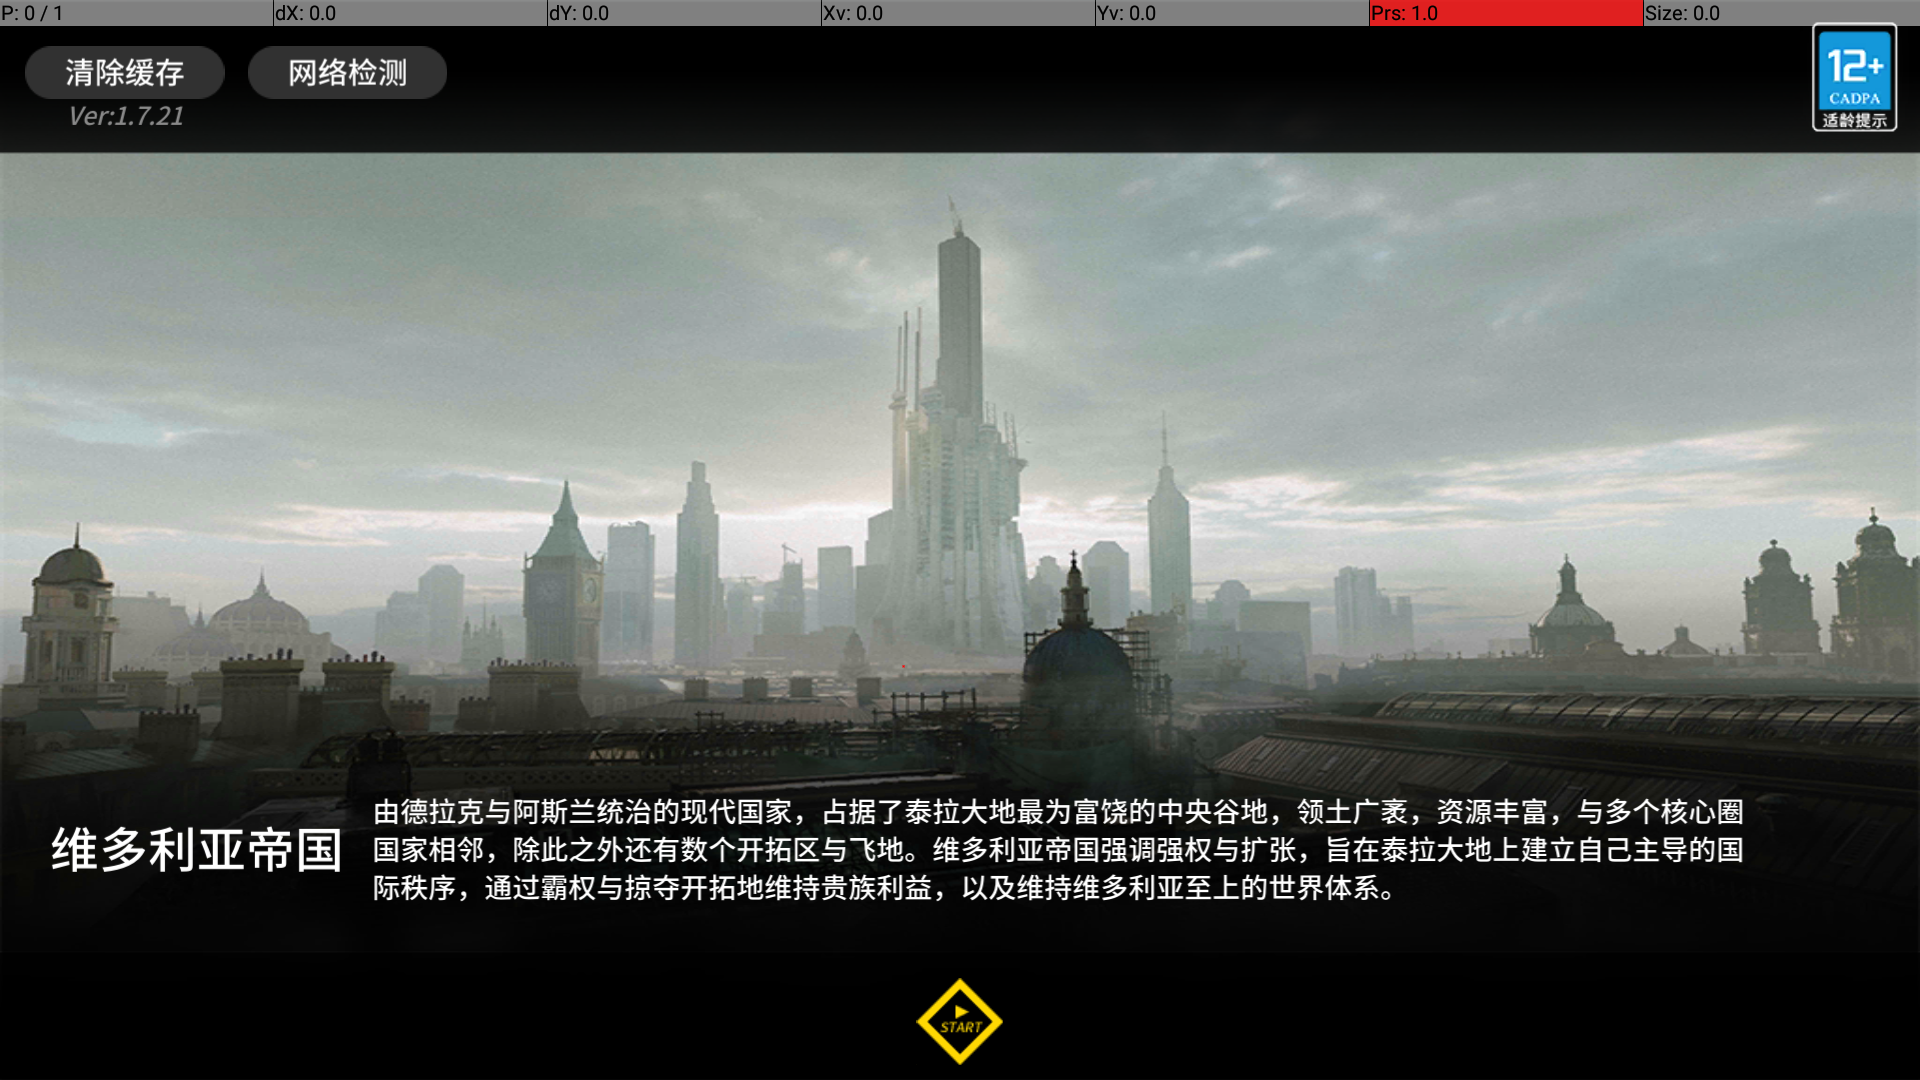 P: 0 / 1
dX: 0.0
dY: 0.0
Xv: 0.0
Yv: 0.0
Prs: 1.0
Size: 0.0
清除缓存
网络检测
Ver:1.7.21
12+
CADPA
适龄提示
维多利亚帝国
由德拉克与阿斯兰统治的现代国家，占据了泰拉大地最为富饶的中央谷地，领土广袤，资源丰富，与多个核心圈
国家相邻，除此之外还有数个开拓区与飞地。维多利亚帝国强调强权与扩张，旨在泰拉大地上建立自己主导的国
际秩序，通过霸权与掠夺开拓地维持贵族利益，以及维持维多利亚至上的世界体系。
START